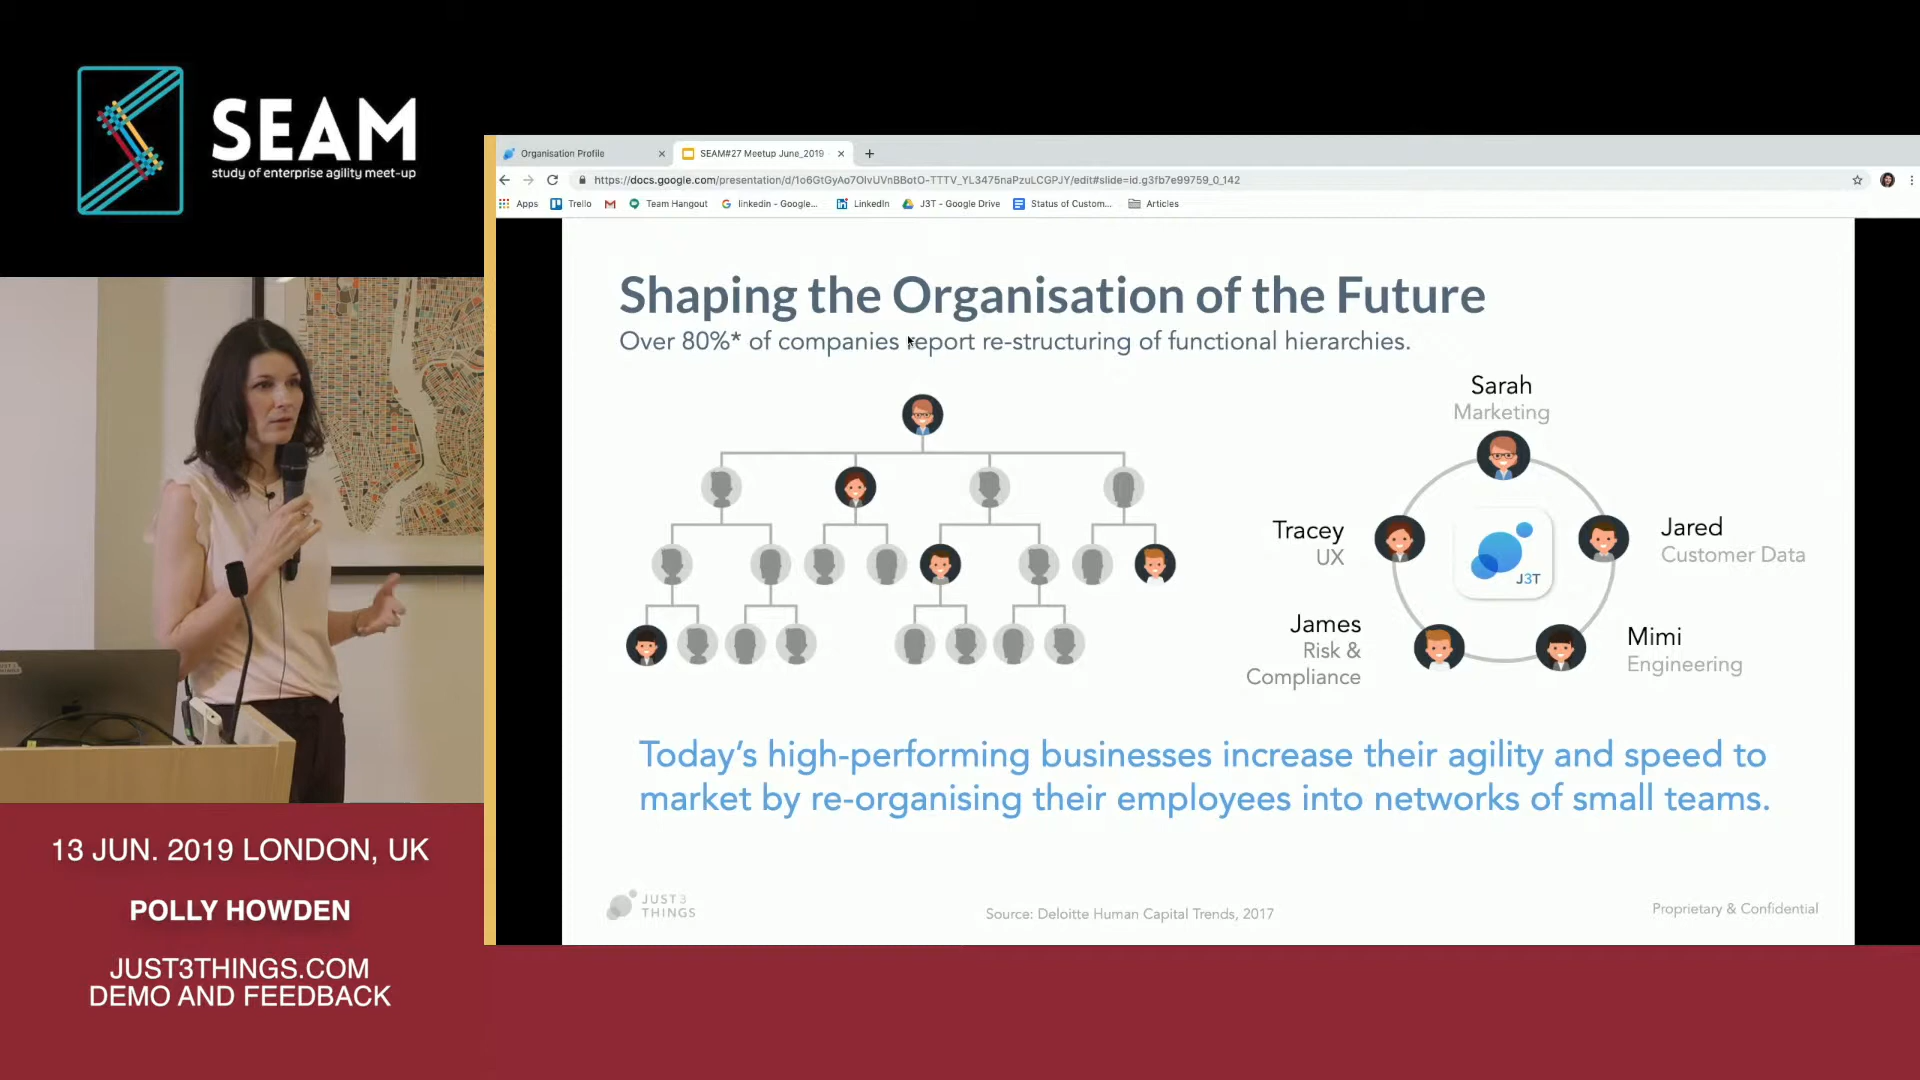 SEAM
study of enterprise agility meet-up
Organisation Profile
SEAM#27 Meetup June_2019
https://docs.google.com/presentation/d/1o6GtGyAo7OlvUVnBBotO-TTTV_YL3475naPzuLCGPJY/edit#slide=id.g3fb7e99759_0_142
Apps Trello Team Hangout linkedin - Google... LinkedIn J3T - Google Drive Status of Custom... Articles
Shaping the Organisation of the Future
Over 80%* of companies report re-structuring of functional hierarchies.
Sarah
Marketing
Tracey
UX
Jared
Customer Data
J3T
James
Risk &
Compliance
Mimi
Engineering
Today's high-performing businesses increase their agility and speed to
market by re-organising their employees into networks of small teams.
JUST3
THINGS
Source: Deloitte Human Capital Trends, 2017
Proprietary & Confidential
13 JUN. 2019 LONDON, UK
POLLY HOWDEN
JUST3THINGS.COM
DEMO AND FEEDBACK